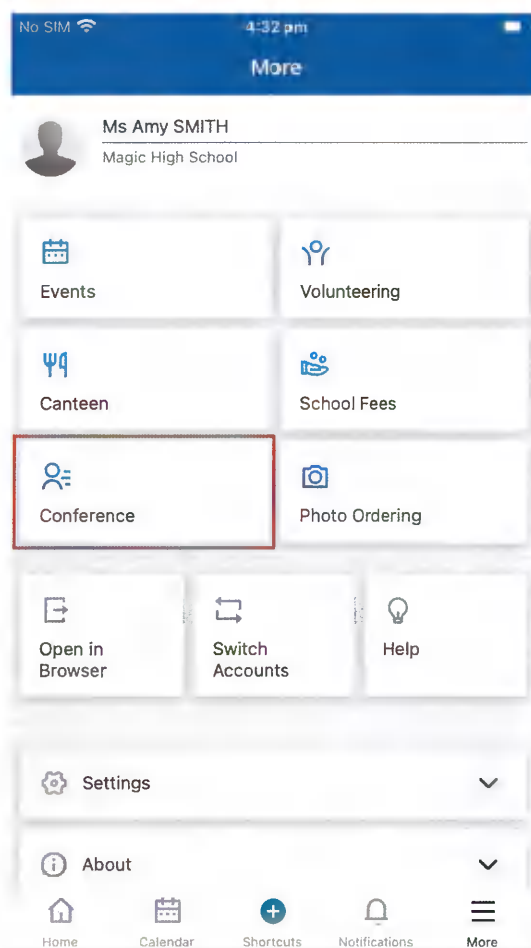 No SIM 4:32 pm
More
Ms Amy SMITH
Magic High School
Events
Volunteering
Canteen
School Fees
Conference
Photo Ordering
Open in
Browser
Switch
Accounts
Help
Settings
About
Home Calendar Shortcuts Notifications More